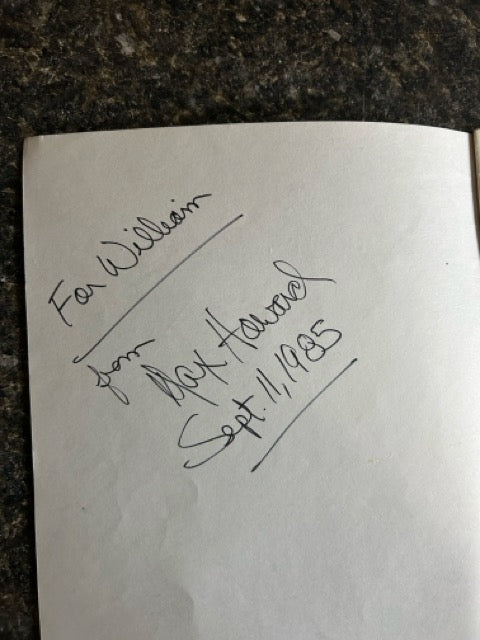 For William
from
Max Howard
Sept. 11, 1985